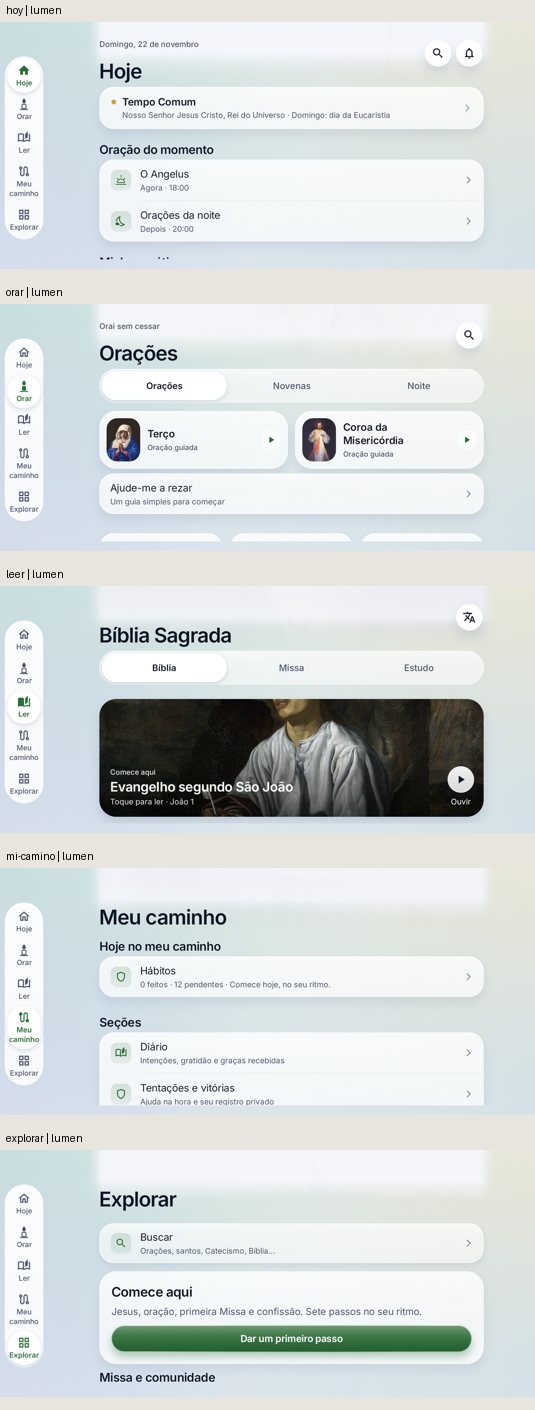 hoy | lumen
Domingo, 22 de novembro
Hoje
Tempo Comum
Nosso Senhor Jesus Cristo, Rei do Universo · Domingo: dia da Eucaristia
Oração do momento
O Angelus
Agora · 18:00
Orações da noite
Depois · 20:00
Hoje
Orar
Ler
Meu
caminho
Explorar
orar | lumen
Orai sem cessar
Orações
Orações
Novenas
Noite
Terço
Oração guiada
Coroa da
Misericórdia
Oração guiada
Ajude-me a rezar
Um guia simples para começar
Hoje
Orar
Ler
Meu
caminho
Explorar
leer | lumen
Bíblia Sagrada
Bíblia
Missa
Estudo
Comece aqui
Evangelho segundo São João
Toque para ler · João 1
Ouvir
Hoje
Orar
Ler
Meu
caminho
Explorar
mi-camino | lumen
Meu caminho
Hoje no meu caminho
Hábitos
0 feitos · 12 pendentes · Comece hoje, no seu ritmo.
Seções
Diário
Intenções, gratidão e graças recebidas
Tentações e vitórias
Ajuda na hora e seu registro privado
Hoje
Orar
Ler
Meu
caminho
Explorar
explorar | lumen
Explorar
Buscar
Orações, santos, Catecismo, Bíblia...
Comece aqui
Jesus, oração, primeira Missa e confissão. Sete passos no seu ritmo.
Dar um primeiro passo
Missa e comunidade
Hoje
Orar
Ler
Meu
caminho
Explorar